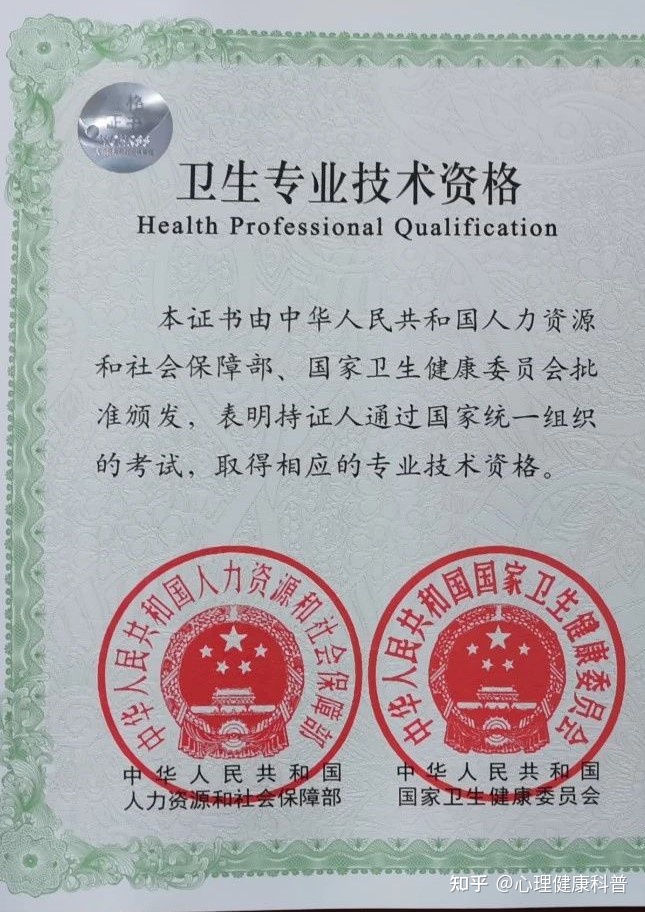 格
证书
卫生专业技术资格
Health Professional Qualification
本证书由中华人民共和国人力资源
和社会保障部、国家卫生健康委员会批
准颁发，表明持证人通过国家统一组织
的考试，取得相应的专业技术资格。
中华人民共和国人力资源和社会保障部
中华人民共和国国家卫生健康委员会
中华人民共和国
人力资源和社会保障部
中华人民共和国
国家卫生健康委员会
知乎 @心理健康科普